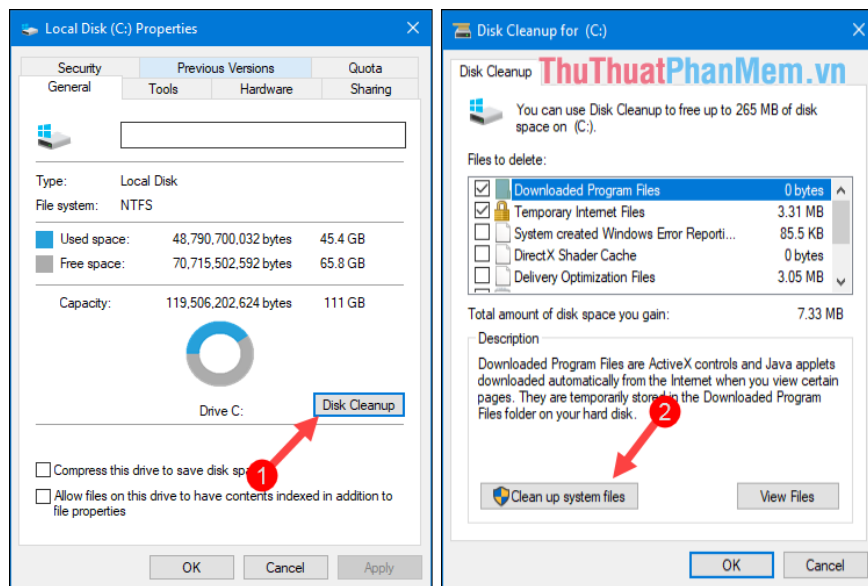 Local Disk (C:) Properties
Security Previous Versions Quota
General Tools Hardware Sharing
Type: Local Disk
File system: NTFS
Used space: 48,790,700,032 bytes 45.4 GB
Free space: 70,715,502,592 bytes 65.8 GB
Capacity: 119,506,202,624 bytes 111 GB
Drive C: Disk Cleanup
1
Compress this drive to save disk
Allow files on this drive to have contents indexed in addition to
file properties
OK Cancel Apply
Disk Cleanup for (C:)
Disk Cleanup ThuThuatPhanMem.vn
You can use Disk Cleanup to free up to 265 MB of disk
space on (C:).
Files to delete:
Downloaded Program Files 0 bytes
Temporary Internet Files 3.31 MB
System created Windows Error Reporti... 85.5 KB
DirectX Shader Cache 0 bytes
Delivery Optimization Files 3.05 MB
Total amount of disk space you gain: 7.33 MB
Description
Downloaded Program Files are ActiveX controls and Java applets
downloaded automatically from the Internet when you view certain
pages. They are temporarily stored in the Downloaded Program
Files folder on your hard disk.
2
Clean up system files View Files
OK Cancel